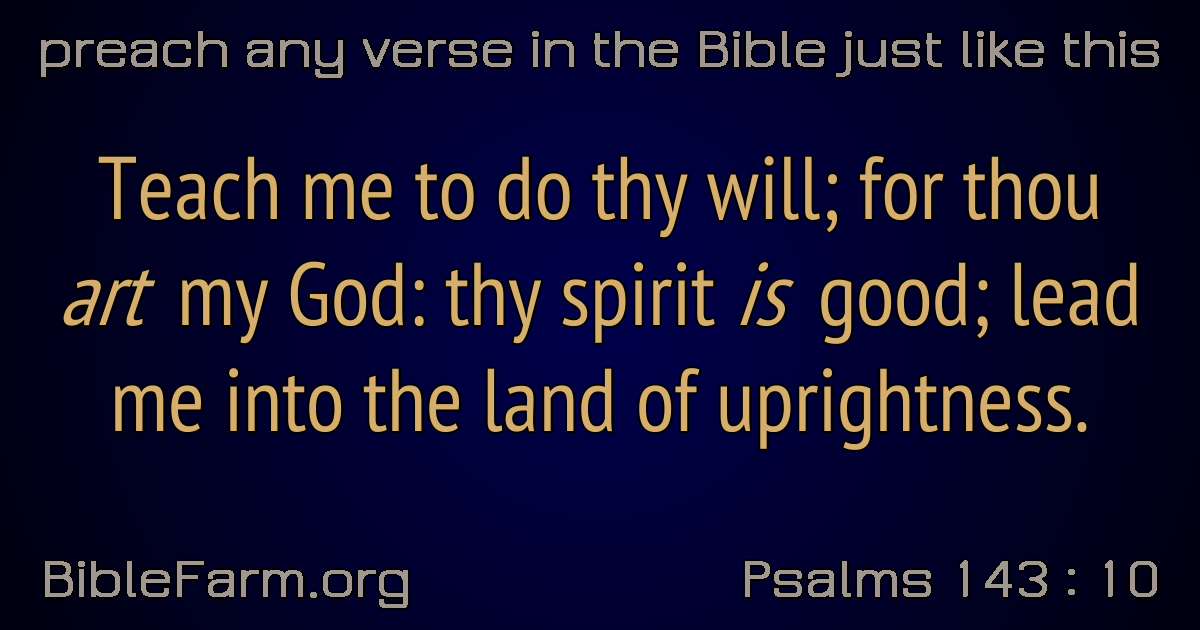 preach any verse in the Bible just like this
Teach me to do thy will; for thou
art my God: thy spirit is good; lead
me into the land of uprightness.
BibleFarm.org
Psalms 143 : 10